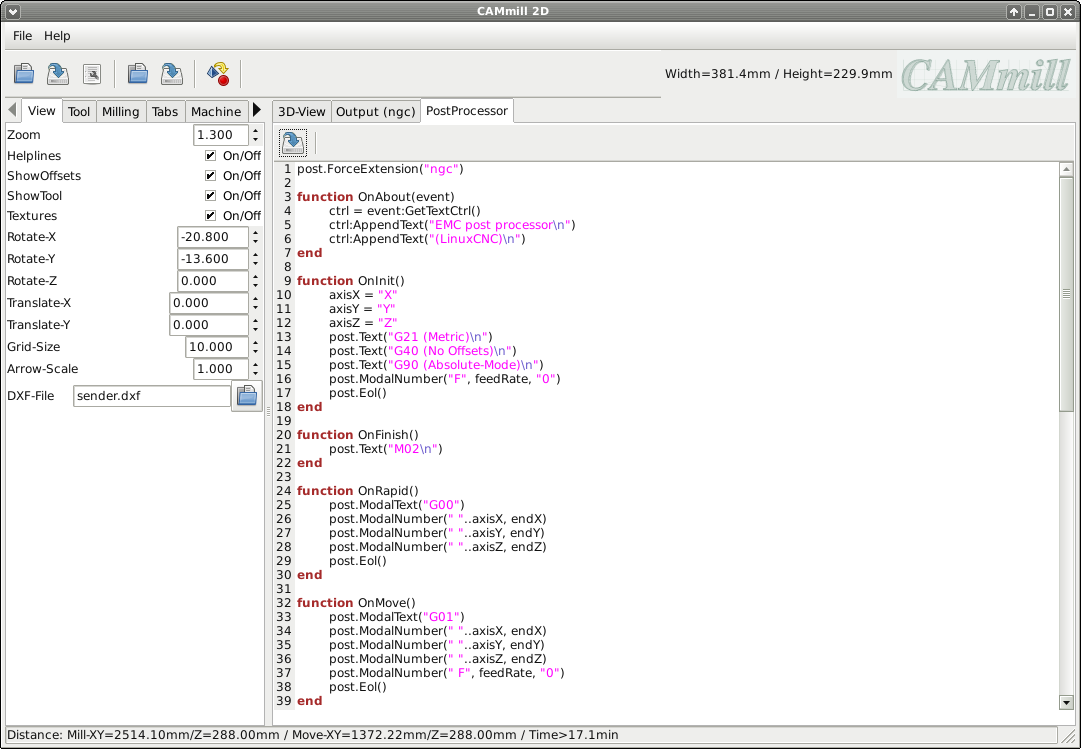 CAMmill 2D
File Help
Width=381.4mm / Height=229.9mm
CAMmill
View Tool Milling Tabs Machine
Zoom 1.300
Helplines On/Off
ShowOffsets On/Off
ShowTool On/Off
Textures On/Off
Rotate-X -20.800
Rotate-Y -13.600
Rotate-Z 0.000
Translate-X 0.000
Translate-Y 0.000
Grid-Size 10.000
Arrow-Scale 1.000
DXF-File sender.dxf
3D-View Output (ngc) PostProcessor
1 post.ForceExtension("ngc")
2
3 function OnAbout(event)
4 ctrl = event:GetTextCtrl()
5 ctrl:AppendText("EMC post processor\n")
6 ctrl:AppendText("(LinuxCNC)\n")
7 end
8
9 function OnInit()
10 axisX = "X"
11 axisY = "Y"
12 axisZ = "Z"
13 post.Text("G21 (Metric)\n")
14 post.Text("G40 (No Offsets)\n")
15 post.Text("G90 (Absolute-Mode)\n")
16 post.ModalNumber("F", feedRate, "0")
17 post.Eol()
18 end
19
20 function OnFinish()
21 post.Text("M02\n")
22 end
23
24 function OnRapid()
25 post.ModalText("G00")
26 post.ModalNumber(" "..axisX, endX)
27 post.ModalNumber(" "..axisY, endY)
28 post.ModalNumber(" "..axisZ, endZ)
29 post.Eol()
30 end
31
32 function OnMove()
33 post.ModalText("G01")
34 post.ModalNumber(" "..axisX, endX)
35 post.ModalNumber(" "..axisY, endY)
36 post.ModalNumber(" "..axisZ, endZ)
37 post.ModalNumber(" F", feedRate, "0")
38 post.Eol()
39 end
Distance: Mill-XY=2514.10mm/Z=288.00mm / Move-XY=1372.22mm/Z=288.00mm / Time>17.1min